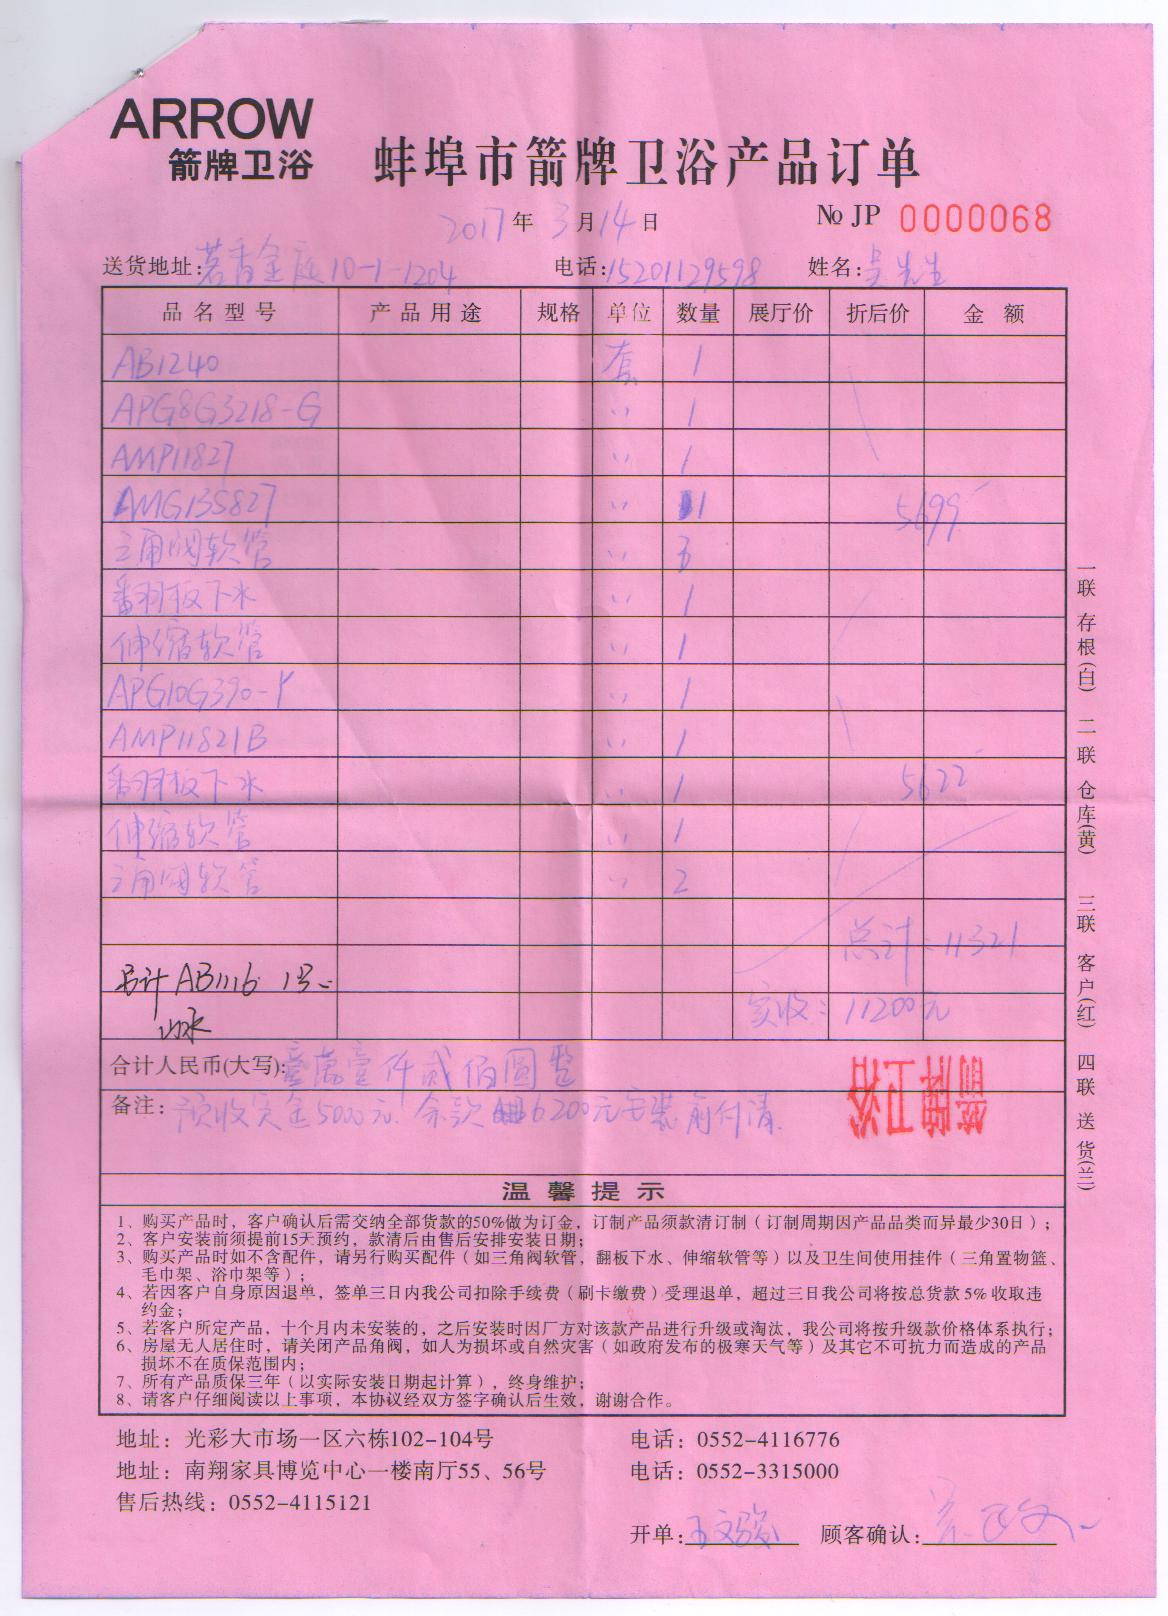 ARROW
箭牌卫浴
蚌埠市箭牌卫浴产品订单
2017年3月14日
№ JP 0000068
送货地址:茗香金庭10-1-1204 电话:15201129598 姓名:吴先生
品名型号 产品用途 规格 单位 数量 展厅价 折后价 金额
AB1240 套 1
APG8G3218-G 〃 1
AMP11827 〃 1
AMG13S827 〃 1 5699
三角阀软管 〃 3
番羽板下水 〃 1
伸缩软管 〃 1
APG10G390-Y 〃 1
AMP11821B 〃 1
番羽板下水 〃 1 5622
伸缩软管 〃 1
三角阀软管 〃 2
总计:11321
另计AB1116
实收:11200元
合计人民币(大写):壹萬壹仟贰佰圆整
备注:预收定金5000元.余款6200元安装前付清.
箭牌卫浴
温馨提示
1、购买产品时，客户确认后需交纳全部货款的50%做为订金，订制产品须款清订制（订制周期因产品品类而异最少30日）；
2、客户安装前须提前15天预约，款清后由售后安排安装日期；
3、购买产品时如不含配件，请另行购买配件（如三角阀软管，翻板下水、伸缩软管等）以及卫生间使用挂件（三角置物篮、
毛巾架、浴巾架等）；
4、若因客户自身原因退单，签单三日内我公司扣除手续费（刷卡缴费）受理退单，超过三日我公司将按总货款5%收取违
约金；
5、若客户所定产品，十个月内未安装的，之后安装时因厂方对该款产品进行升级或淘汰，我公司将按升级款价格体系执行；
6、房屋无人居住时，请关闭产品角阀，如人为损坏或自然灾害（如政府发布的极寒天气等）及其它不可抗力而造成的产品
损坏不在质保范围内；
7、所有产品质保三年（以实际安装日期起计算），终身维护；
8、请客户仔细阅读以上事项，本协议经双方签字确认后生效，谢谢合作。
一联 存根(白) 二联 仓库(黄) 三联 客户(红) 四联 送货(兰)
地址：光彩大市场一区六栋102-104号 电话：0552-4116776
地址：南翔家具博览中心一楼南厅55、56号 电话：0552-3315000
售后热线：0552-4115121
开单:王文骏 顾客确认: